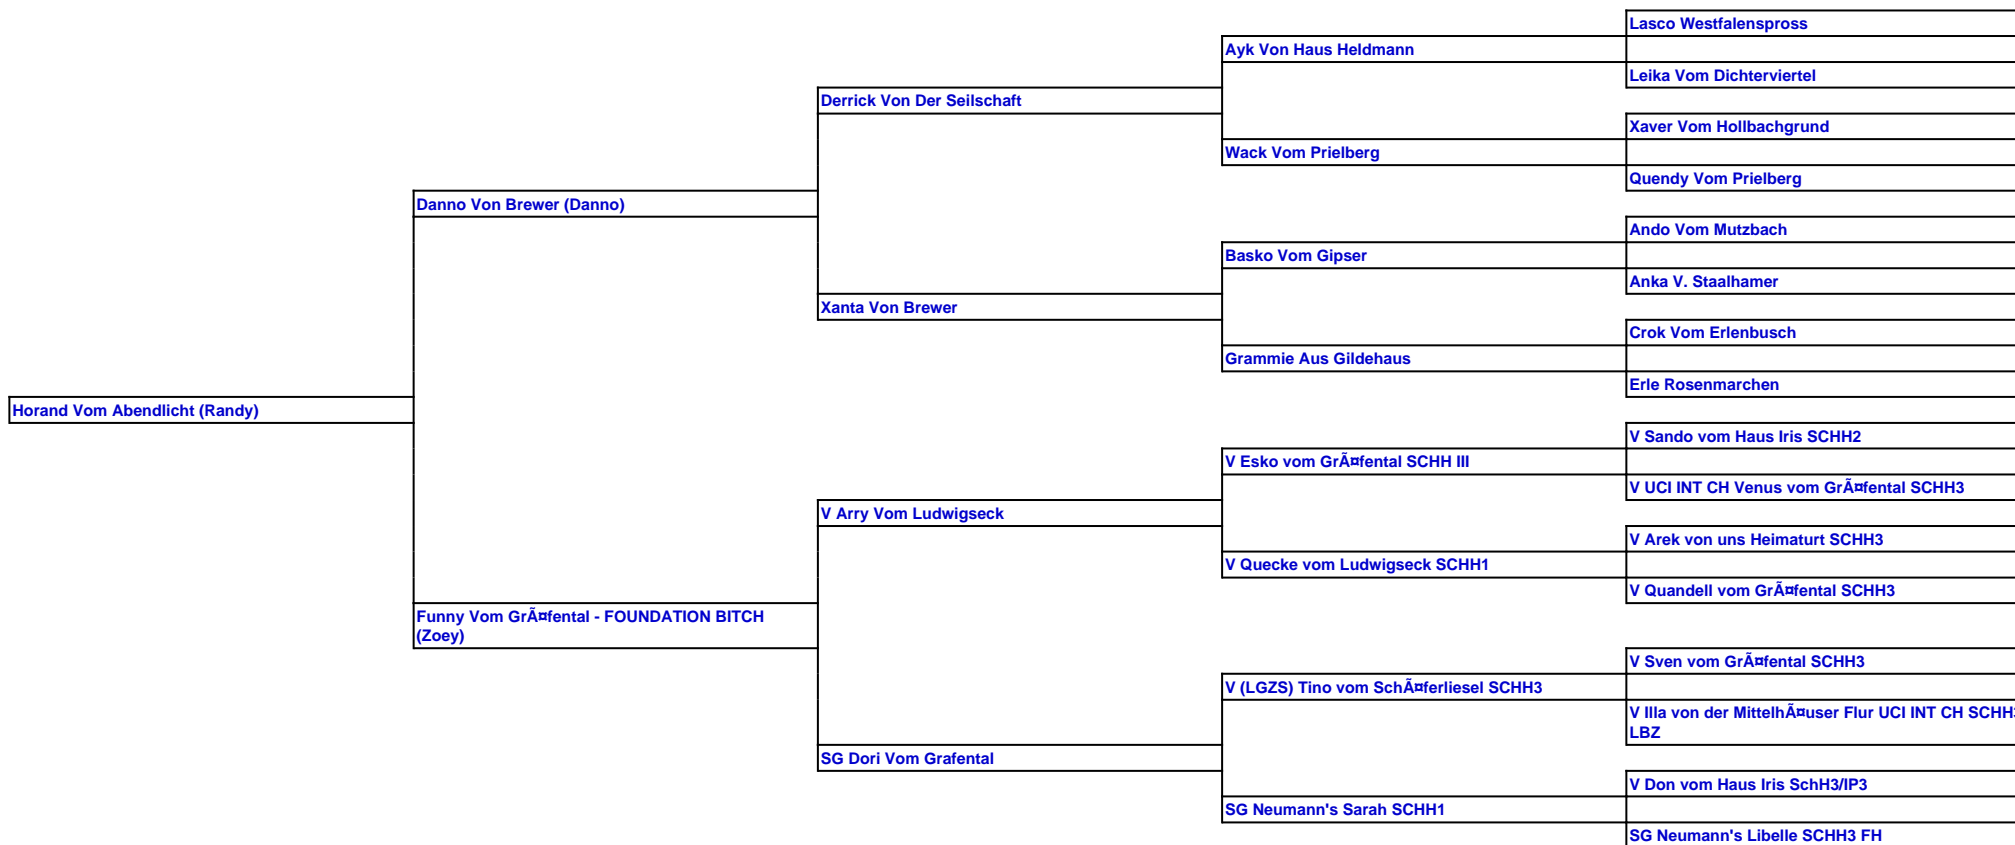 Lasco Westfalenspross
Ayk Von Haus Heldmann
Leika Vom Dichterviertel
Derrick Von Der Seilschaft
Xaver Vom Hollbachgrund
Wack Vom Prielberg
Quendy Vom Prielberg
Danno Von Brewer (Danno)
Ando Vom Mutzbach
Basko Vom Gipser
Anka V. Staalhamer
Xanta Von Brewer
Crok Vom Erlenbusch
Grammie Aus Gildehaus
Erle Rosenmarchen
Horand Vom Abendlicht (Randy)
V Sando vom Haus Iris SCHH2
V Esko vom GrÃ¤fental SCHH III
V UCI INT CH Venus vom GrÃ¤fental SCHH3
V Arry Vom Ludwigseck
V Arek von uns Heimaturt SCHH3
V Quecke vom Ludwigseck SCHH1
V Quandell vom GrÃ¤fental SCHH3
Funny Vom GrÃ¤fental - FOUNDATION BITCH
(Zoey)
V Sven vom GrÃ¤fental SCHH3
V (LGZS) Tino vom SchÃ¤ferliesel SCHH3
V Illa von der MittelhÃ¤user Flur UCI INT CH SCHH3
LBZ
SG Dori Vom Grafental
V Don vom Haus Iris SchH3/IP3
SG Neumann's Sarah SCHH1
SG Neumann's Libelle SCHH3 FH